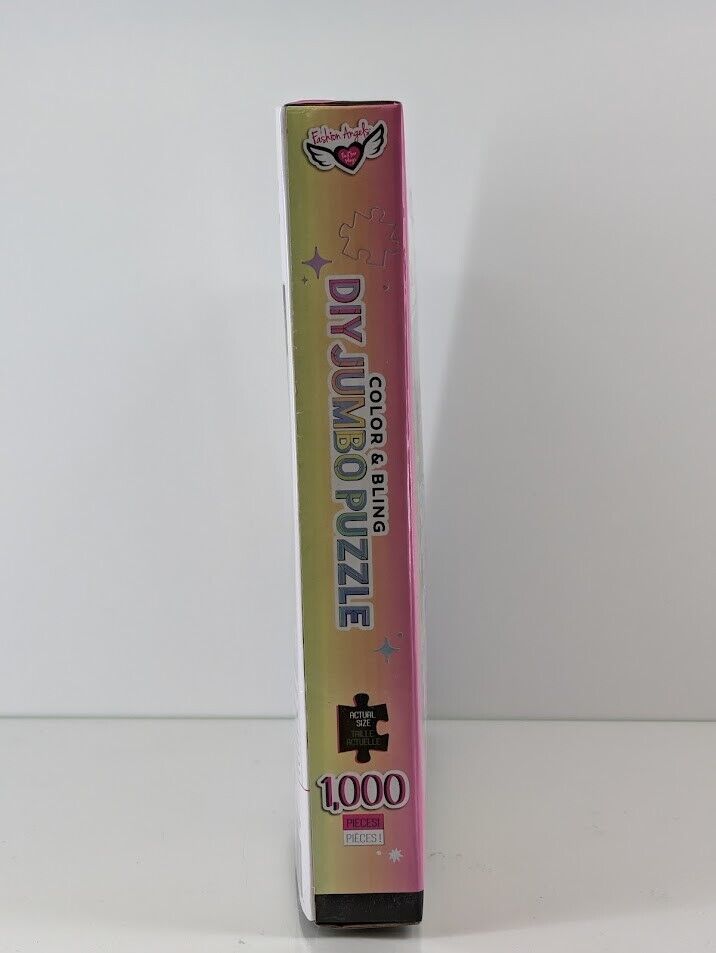 Fashion Angels
COLOR & BLING
DIY JUMBO PUZZLE
ACTUAL
SIZE
TAILLE
ACTUELLE
1,000
PIECES!
PIÈCES !